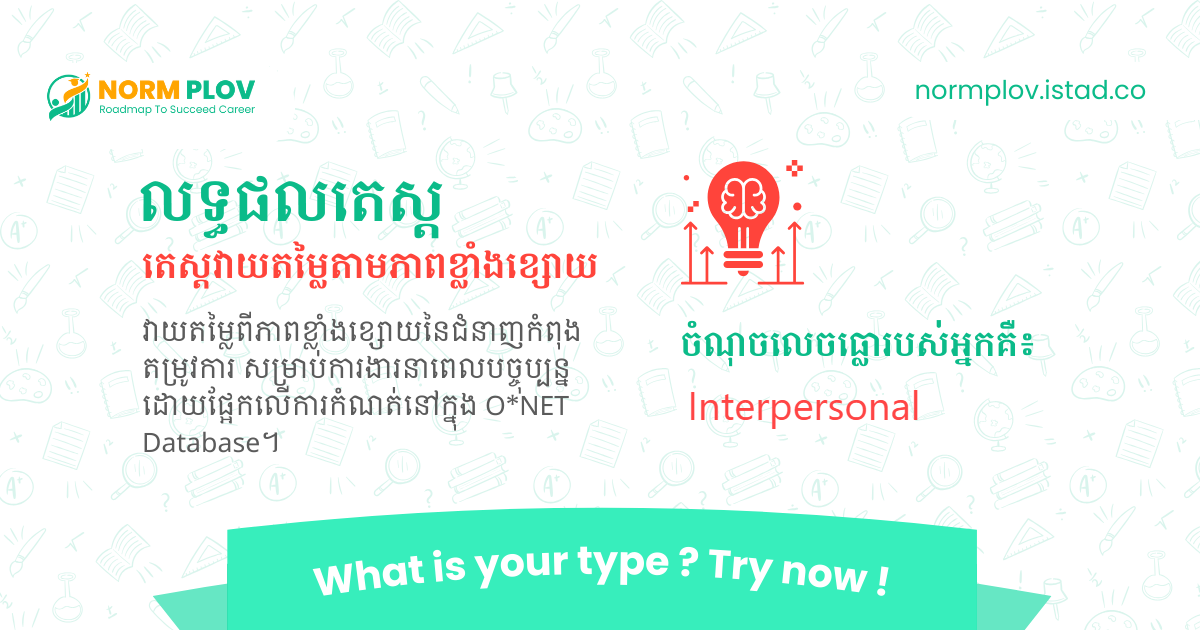 NORM PLOV
Roadmap To Succeed Career
normplov.istad.co
លទ្ធផលតេស្ត
តេស្តវាយតម្លៃតាមភាពខ្លាំងខ្សោយ
វាយតម្លៃពីភាពខ្លាំងខ្សោយនៃជំនាញកំពុង
តម្រូវការ សម្រាប់ការងារនាពេលបច្ចុប្បន្ន
ដោយផ្អែកលើការកំណត់នៅក្នុង O*NET
Database។
ចំណុចលេចធ្លោរបស់អ្នកគឺ៖
Interpersonal
What is your type ? Try now !